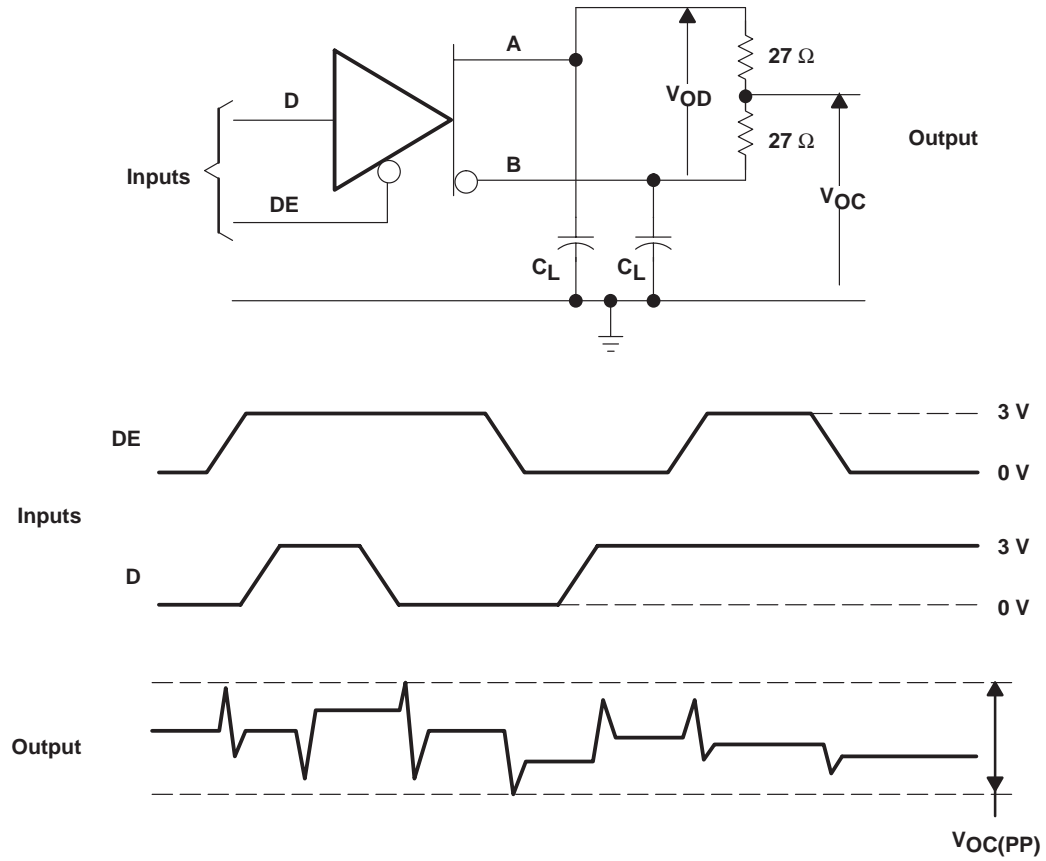 A
27 Ω
D
VOD
27 Ω
Output
B
Inputs
VOC
DE
CL
CL
3 V
DE
0 V
Inputs
3 V
D
0 V
Output
VOC(PP)